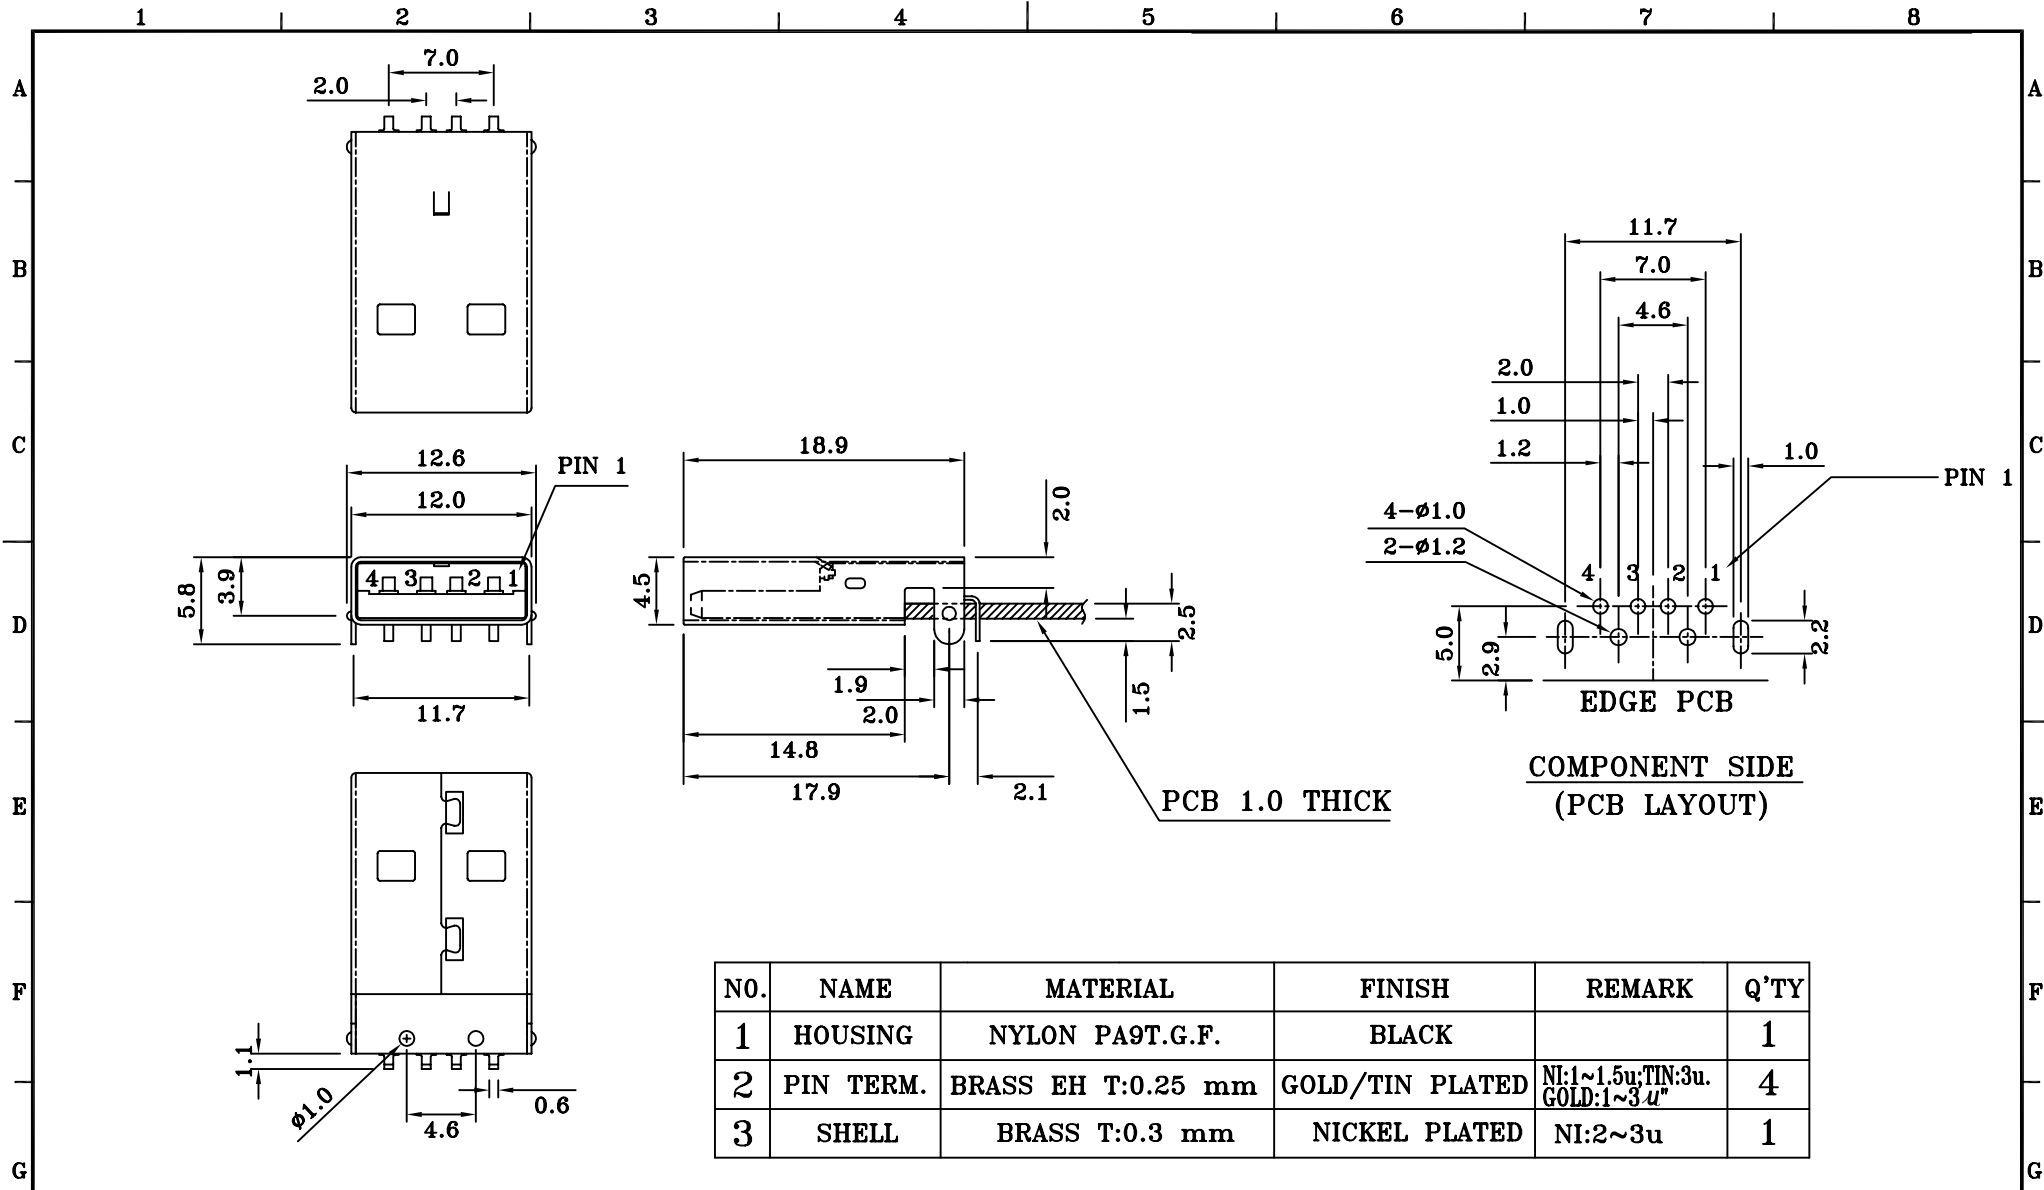 1 2 3 4 5 6 7 8
A A
B B
C C
D D
E E
F F
G G
7.0
2.0
12.6
PIN 1
12.0
4 3 2 1
5.8
3.9
11.7
1.1
ø1.0
4.6
0.6
18.9
2.0
4.5
2.5
1.9
2.0
1.5
14.8
17.9
2.1
PCB 1.0 THICK
11.7
7.0
4.6
2.0
1.0
1.2
1.0
PIN 1
4-ø1.0
2-ø1.2
4 3 2 1
5.0
2.9
2.2
EDGE PCB
COMPONENT SIDE
(PCB LAYOUT)
NO. NAME MATERIAL FINISH REMARK Q'TY
1 HOUSING NYLON PA9T.G.F. BLACK 1
2 PIN TERM. BRASS EH T:0.25 mm GOLD/TIN PLATED NI:1~1.5u;TIN:3u. 4
GOLD:1~3u"
3 SHELL BRASS T:0.3 mm NICKEL PLATED NI:2~3u 1